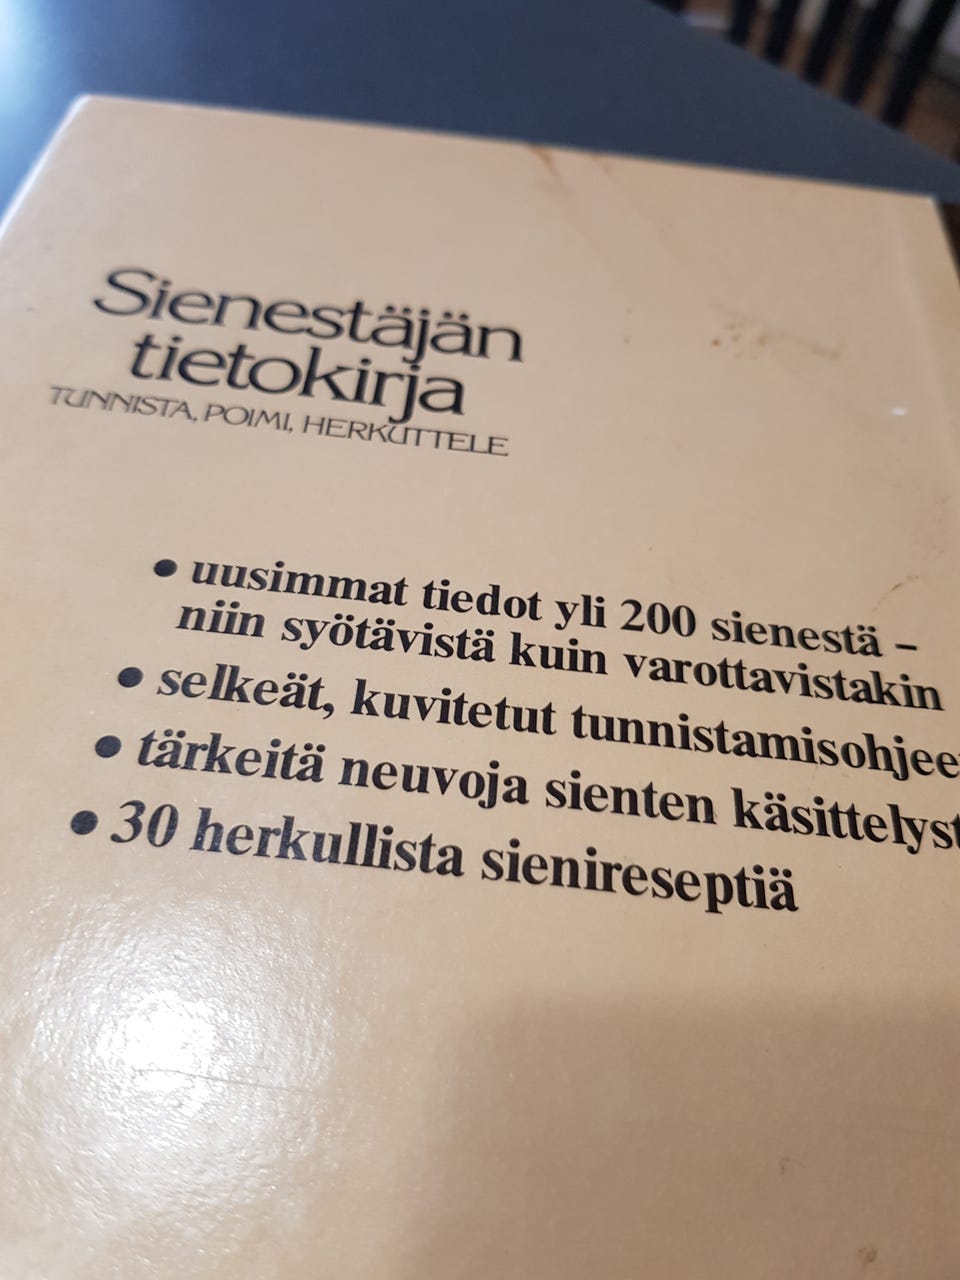 Sienestäjän
tietokirja
TUNNISTA, POIMI, HERKUTTELE
• uusimmat tiedot yli 200 sienestä –
niin syötävistä kuin varottavistakin
• selkeät, kuvitetut tunnistamisohjee
• tärkeitä neuvoja sienten käsittelyst
• 30 herkullista sienireseptiä